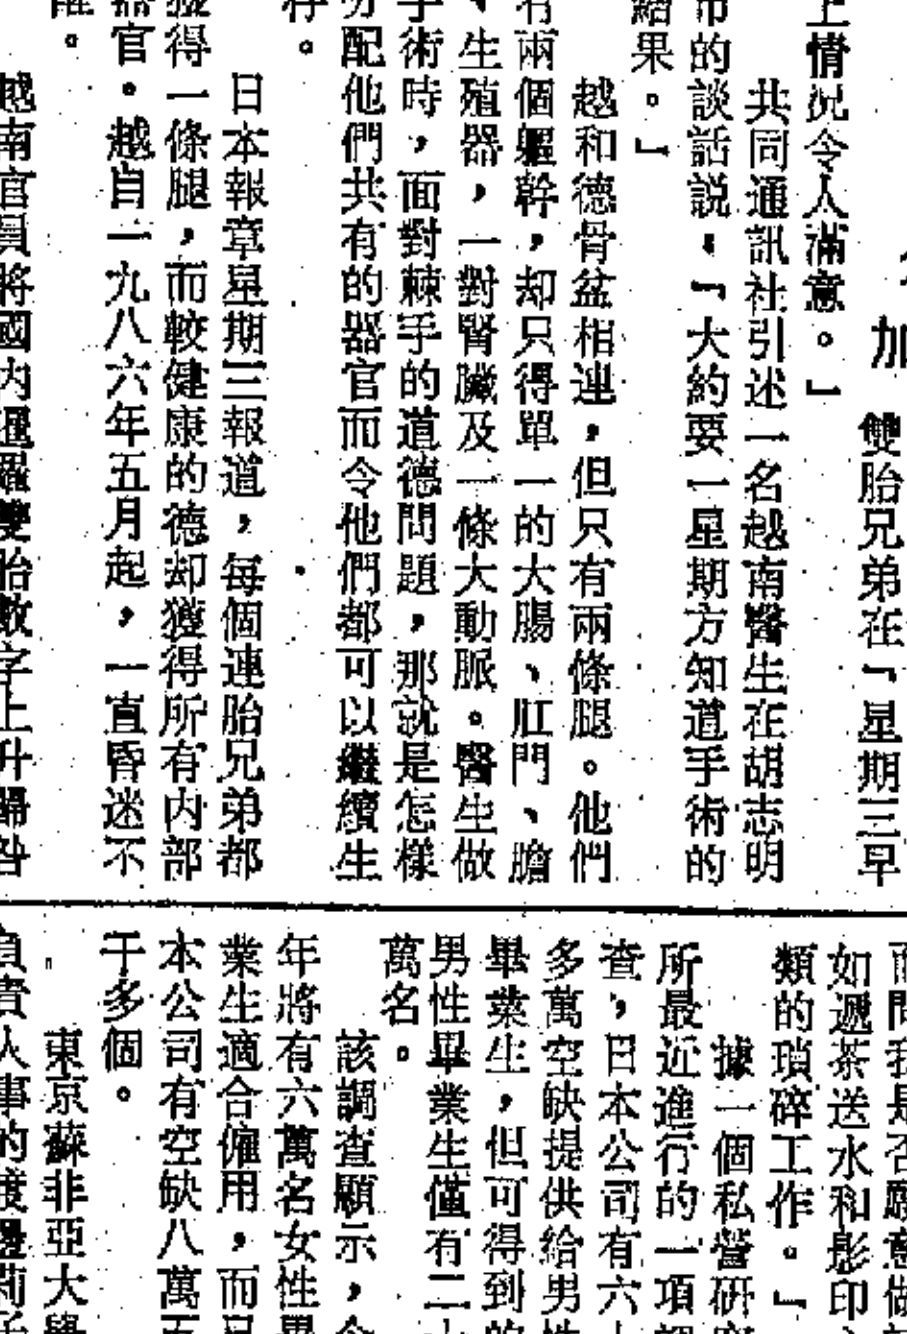 加
雙胎兄弟在「星期三早
上情況令人滿意。」
共同通訊社引述一名越南醫生在胡志明
市的談話説，「大約要一星期方知道手術的
結果。」
越和德骨盆相連，但只有兩條腿。他們
有兩個軀幹，却只得單一的大腸、肛門、膽
、生殖器，一對腎臟及一條大動脈。醫生做
手術時，面對棘手的道德問題，那就是怎樣
分配他們共有的器官而令他們都可以繼續生
存。
日本報章星期三報道，每個連胎兄弟都
獲得一條腿，而較健康的德却獲得所有内部
器官。越自一九八六年五月起，一直昏迷不
醒。
越南官員將國内暹羅雙胎數字上升歸咎
而問我是否願意做
如遞茶送水和影印
類的瑣碎工作。」
據一個私營研究
所最近進行的一項調
查，日本公司有六十
多萬空缺提供給男性
畢業生，但可得到的
男性畢業生僅有二十
萬名。
該調查顯示，今
年將有六萬名女性畢
業生適合僱用，而日
本公司有空缺八萬五
千多個。
東京蘇非亞大學
負責人事的渡邊莉子